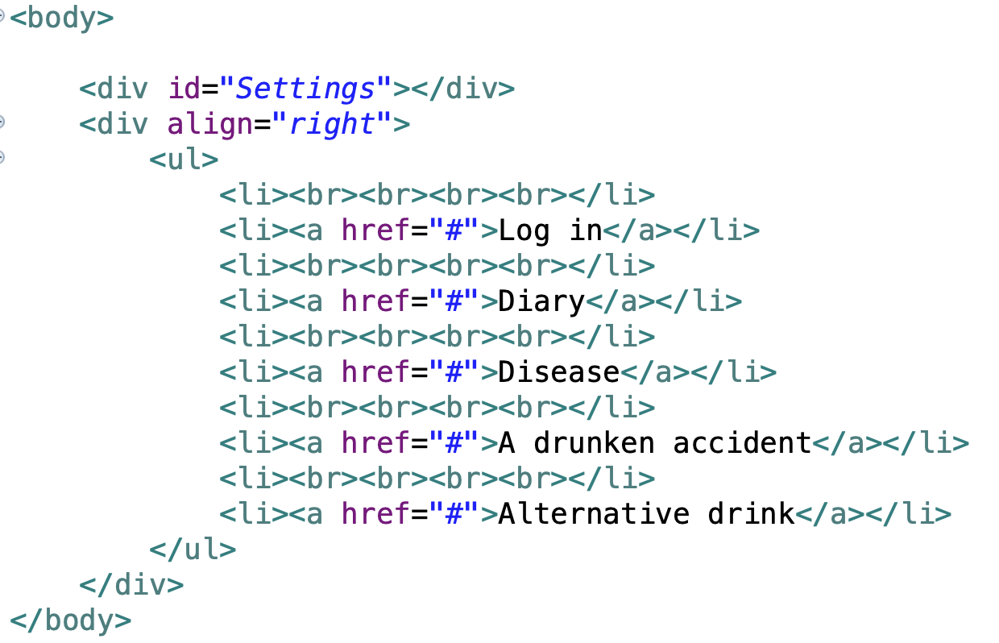 <body>
<div id="Settings"></div>
<div align="right">
<ul>
<li><br><br><br><br></li>
<li><a href="#">Log in</a></li>
<li><br><br><br><br></li>
<li><a href="#">Diary</a></li>
<li><br><br><br><br></li>
<li><a href="#">Disease</a></li>
<li><br><br><br><br></li>
<li><a href="#">A drunken accident</a></li>
<li><br><br><br><br></li>
<li><a href="#">Alternative drink</a></li>
</ul>
</div>
</body>